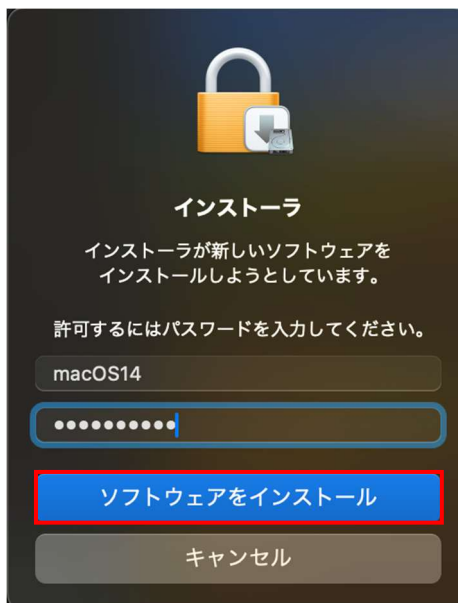 インストーラ
インストーラが新しいソフトウェアを
インストールしようとしています。
許可するにはパスワードを入力してください。
macOS14
●●●●●●●●●●
ソフトウェアをインストール
キャンセル